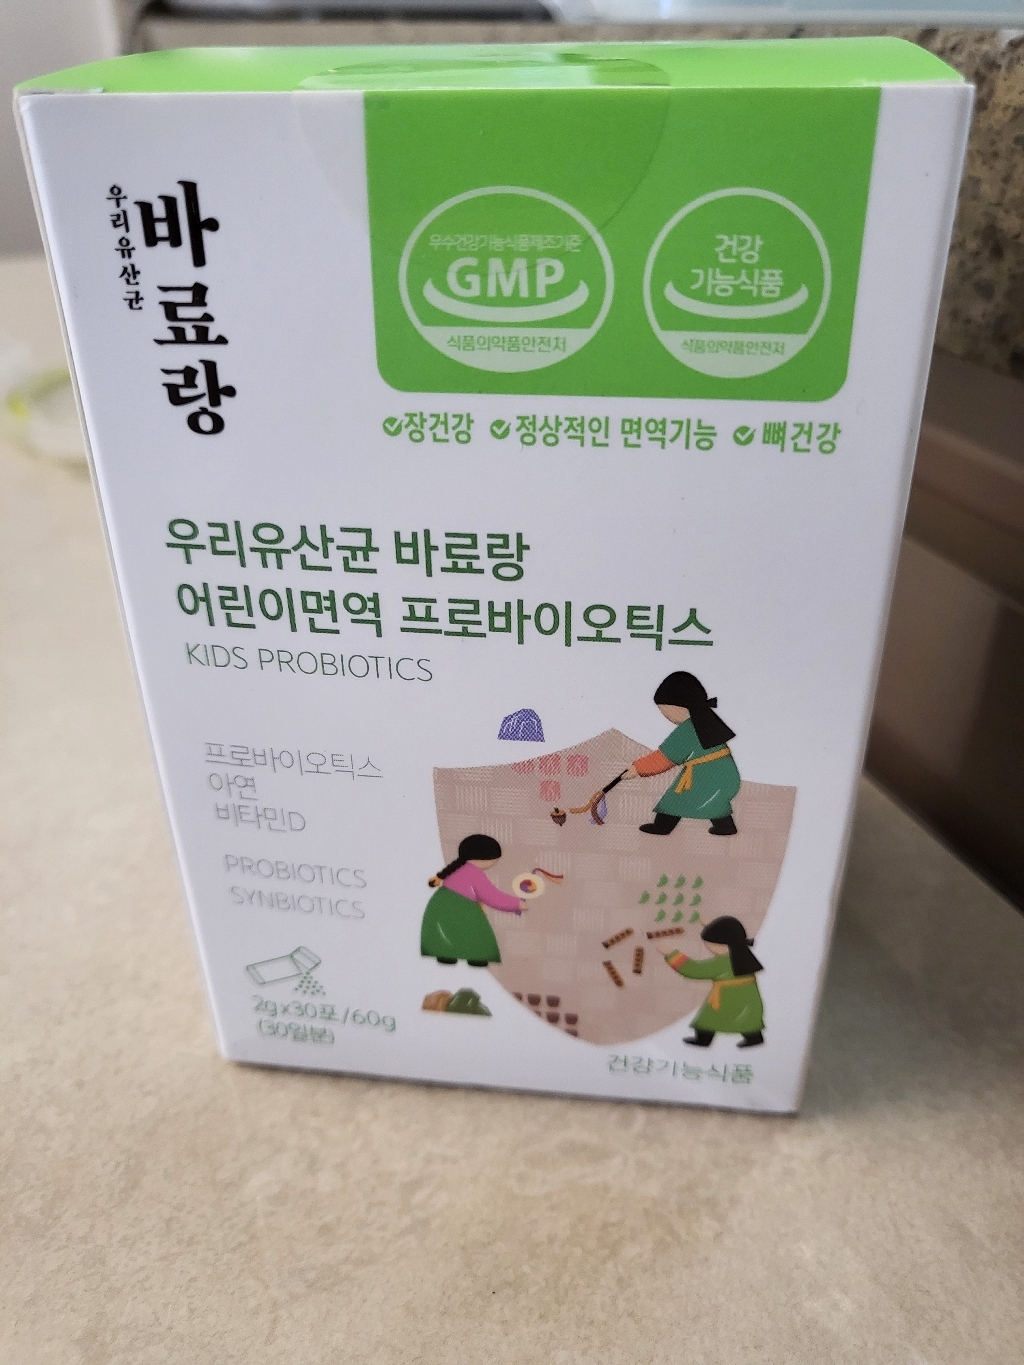 우리유산균
바료랑
우수건강기능식품제조기준
GMP
식품의약품안전처
건강
기능식품
식품의약품안전처
장건강 정상적인 면역기능 뼈건강
우리유산균 바료랑
어린이면역 프로바이오틱스
KIDS PROBIOTICS
프로바이오틱스
아연
비타민D
PROBIOTICS
SYNBIOTICS
2g x 30포 / 60g
(30일분)
건강기능식품